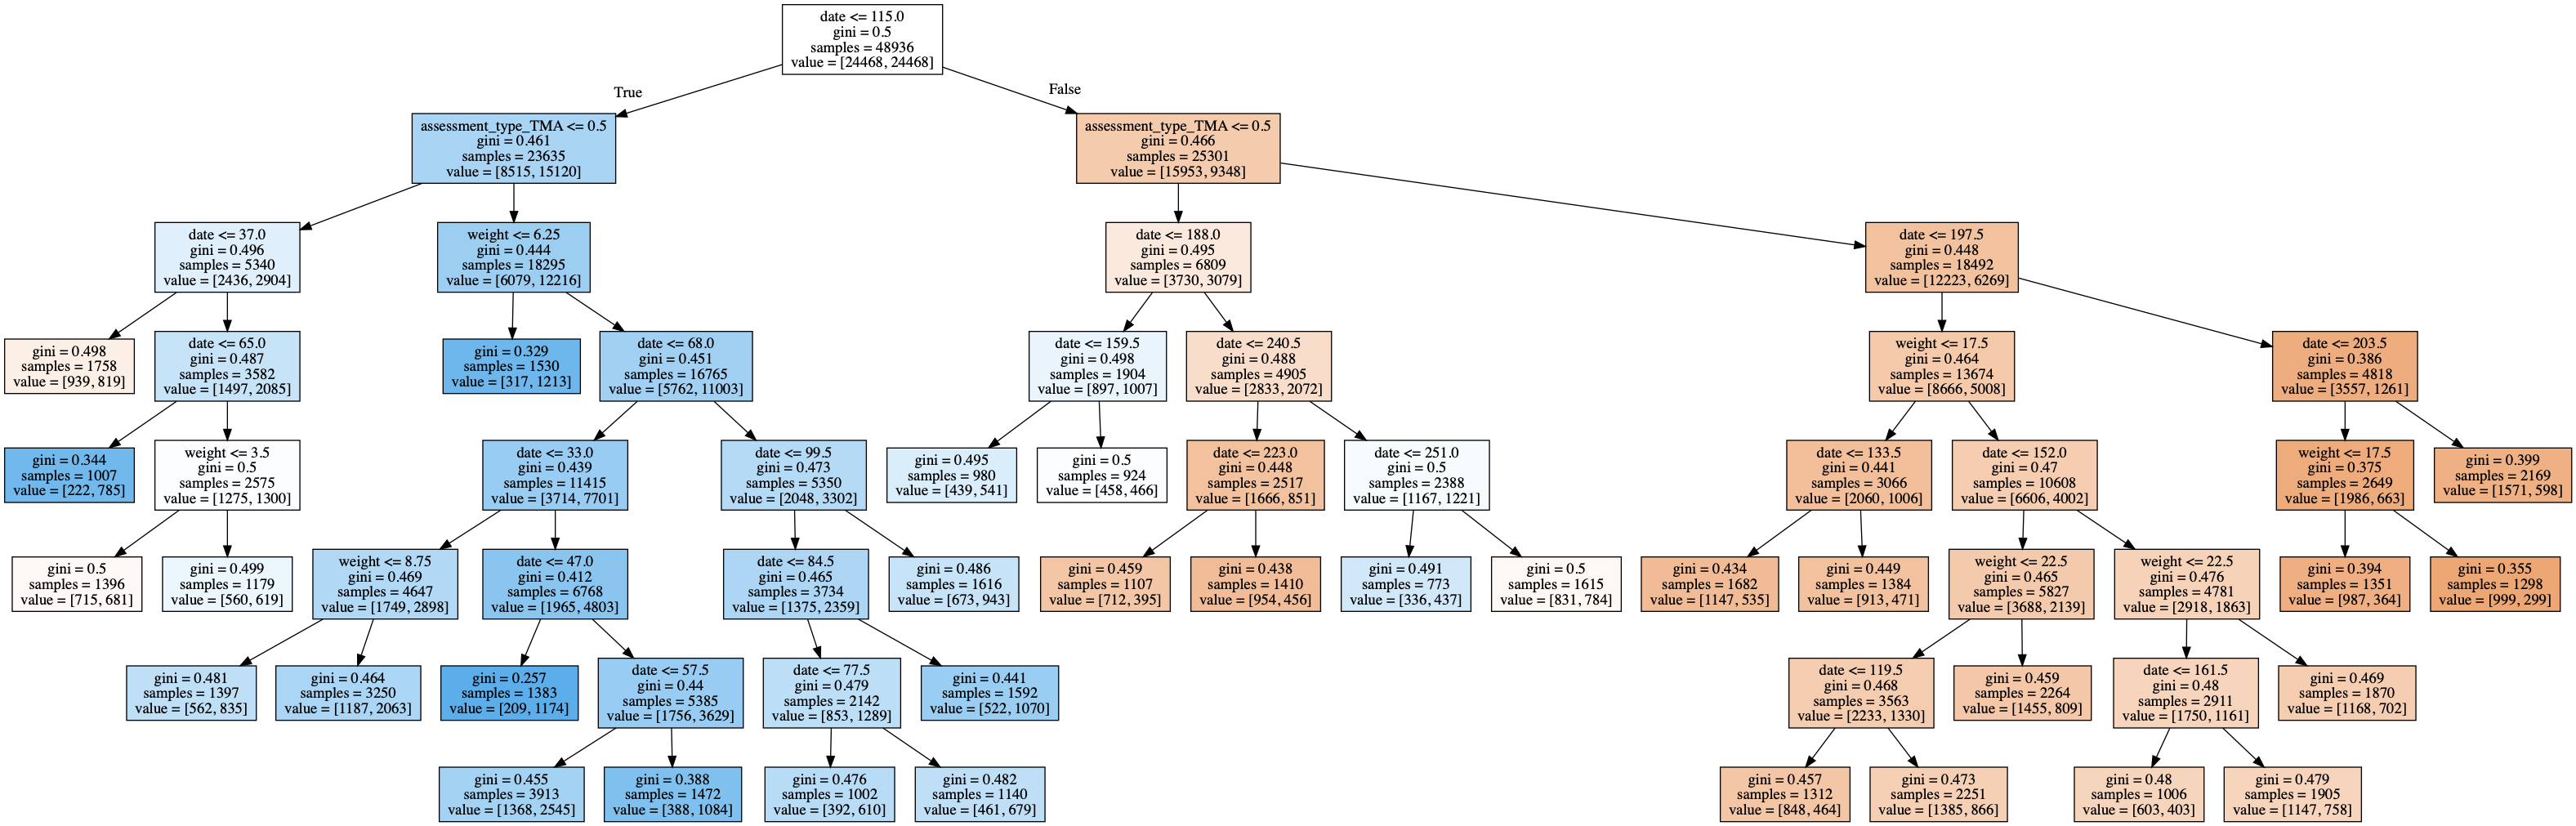 date <= 115.0
gini = 0.5
samples = 48936
value = [24468, 24468]
True
False
assessment_type_TMA <= 0.5
gini = 0.461
samples = 23635
value = [8515, 15120]
assessment_type_TMA <= 0.5
gini = 0.466
samples = 25301
value = [15953, 9348]
date <= 37.0
gini = 0.496
samples = 5340
value = [2436, 2904]
weight <= 6.25
gini = 0.444
samples = 18295
value = [6079, 12216]
date <= 188.0
gini = 0.495
samples = 6809
value = [3730, 3079]
date <= 197.5
gini = 0.448
samples = 18492
value = [12223, 6269]
gini = 0.498
samples = 1758
value = [939, 819]
date <= 65.0
gini = 0.487
samples = 3582
value = [1497, 2085]
gini = 0.329
samples = 1530
value = [317, 1213]
date <= 68.0
gini = 0.451
samples = 16765
value = [5762, 11003]
date <= 159.5
gini = 0.498
samples = 1904
value = [897, 1007]
date <= 240.5
gini = 0.488
samples = 4905
value = [2833, 2072]
weight <= 17.5
gini = 0.464
samples = 13674
value = [8666, 5008]
date <= 203.5
gini = 0.386
samples = 4818
value = [3557, 1261]
gini = 0.344
samples = 1007
value = [222, 785]
weight <= 3.5
gini = 0.5
samples = 2575
value = [1275, 1300]
date <= 33.0
gini = 0.439
samples = 11415
value = [3714, 7701]
date <= 99.5
gini = 0.473
samples = 5350
value = [2048, 3302]
gini = 0.495
samples = 980
value = [439, 541]
gini = 0.5
samples = 924
value = [458, 466]
date <= 223.0
gini = 0.448
samples = 2517
value = [1666, 851]
date <= 251.0
gini = 0.5
samples = 2388
value = [1167, 1221]
date <= 133.5
gini = 0.441
samples = 3066
value = [2060, 1006]
date <= 152.0
gini = 0.47
samples = 10608
value = [6606, 4002]
weight <= 17.5
gini = 0.375
samples = 2649
value = [1986, 663]
gini = 0.399
samples = 2169
value = [1571, 598]
gini = 0.5
samples = 1396
value = [715, 681]
gini = 0.499
samples = 1179
value = [560, 619]
weight <= 8.75
gini = 0.469
samples = 4647
value = [1749, 2898]
date <= 47.0
gini = 0.412
samples = 6768
value = [1965, 4803]
date <= 84.5
gini = 0.465
samples = 3734
value = [1375, 2359]
gini = 0.486
samples = 1616
value = [673, 943]
gini = 0.459
samples = 1107
value = [712, 395]
gini = 0.438
samples = 1410
value = [954, 456]
gini = 0.491
samples = 773
value = [336, 437]
gini = 0.5
samples = 1615
value = [831, 784]
gini = 0.434
samples = 1682
value = [1147, 535]
gini = 0.449
samples = 1384
value = [913, 471]
weight <= 22.5
gini = 0.465
samples = 5827
value = [3688, 2139]
weight <= 22.5
gini = 0.476
samples = 4781
value = [2918, 1863]
gini = 0.394
samples = 1351
value = [987, 364]
gini = 0.355
samples = 1298
value = [999, 299]
gini = 0.481
samples = 1397
value = [562, 835]
gini = 0.464
samples = 3250
value = [1187, 2063]
gini = 0.257
samples = 1383
value = [209, 1174]
date <= 57.5
gini = 0.44
samples = 5385
value = [1756, 3629]
date <= 77.5
gini = 0.479
samples = 2142
value = [853, 1289]
gini = 0.441
samples = 1592
value = [522, 1070]
date <= 119.5
gini = 0.468
samples = 3563
value = [2233, 1330]
gini = 0.459
samples = 2264
value = [1455, 809]
date <= 161.5
gini = 0.48
samples = 2911
value = [1750, 1161]
gini = 0.469
samples = 1870
value = [1168, 702]
gini = 0.455
samples = 3913
value = [1368, 2545]
gini = 0.388
samples = 1472
value = [388, 1084]
gini = 0.476
samples = 1002
value = [392, 610]
gini = 0.482
samples = 1140
value = [461, 679]
gini = 0.457
samples = 1312
value = [848, 464]
gini = 0.473
samples = 2251
value = [1385, 866]
gini = 0.48
samples = 1006
value = [603, 403]
gini = 0.479
samples = 1905
value = [1147, 758]